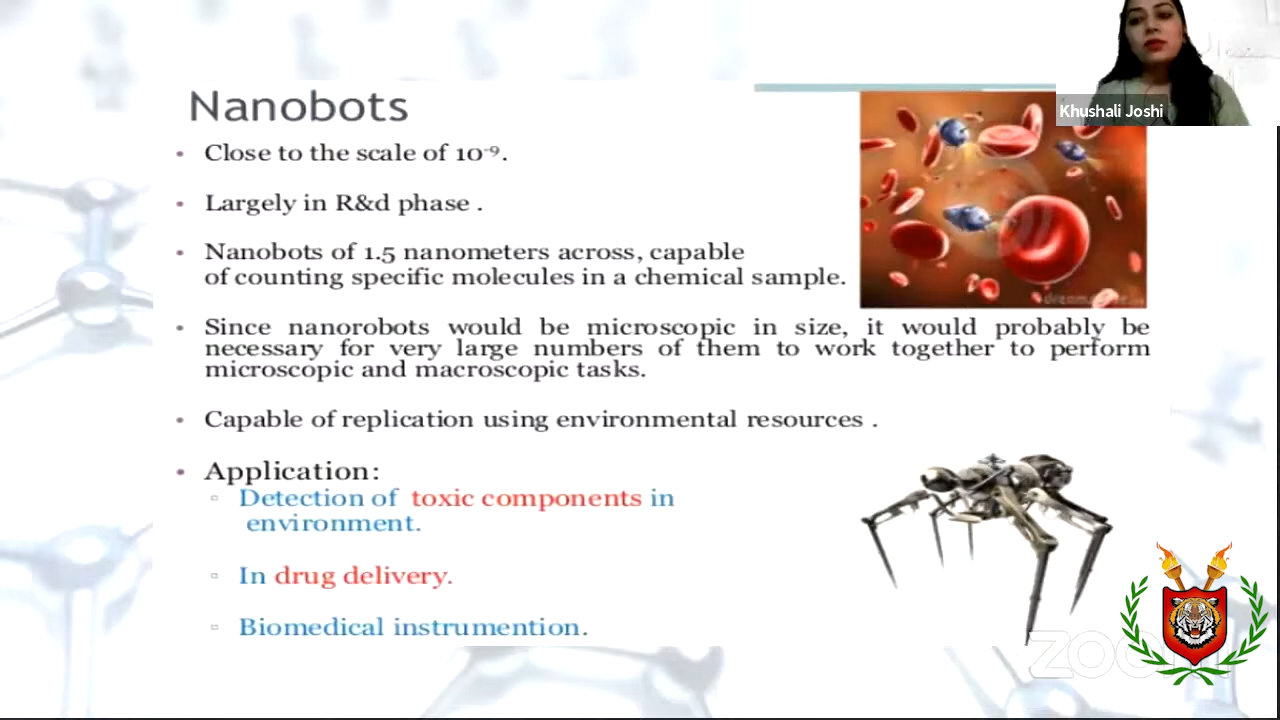 Nanobots
Khushali Joshi
• Close to the scale of 10⁻⁹.
• Largely in R&d phase .
• Nanobots of 1.5 nanometers across, capable
of counting specific molecules in a chemical sample.
• Since nanorobots would be microscopic in size, it would probably be
necessary for very large numbers of them to work together to perform
microscopic and macroscopic tasks.
• Capable of replication using environmental resources .
• Application:
▫ Detection of toxic components in
environment.
▫ In drug delivery.
▫ Biomedical instrumention.
zoom